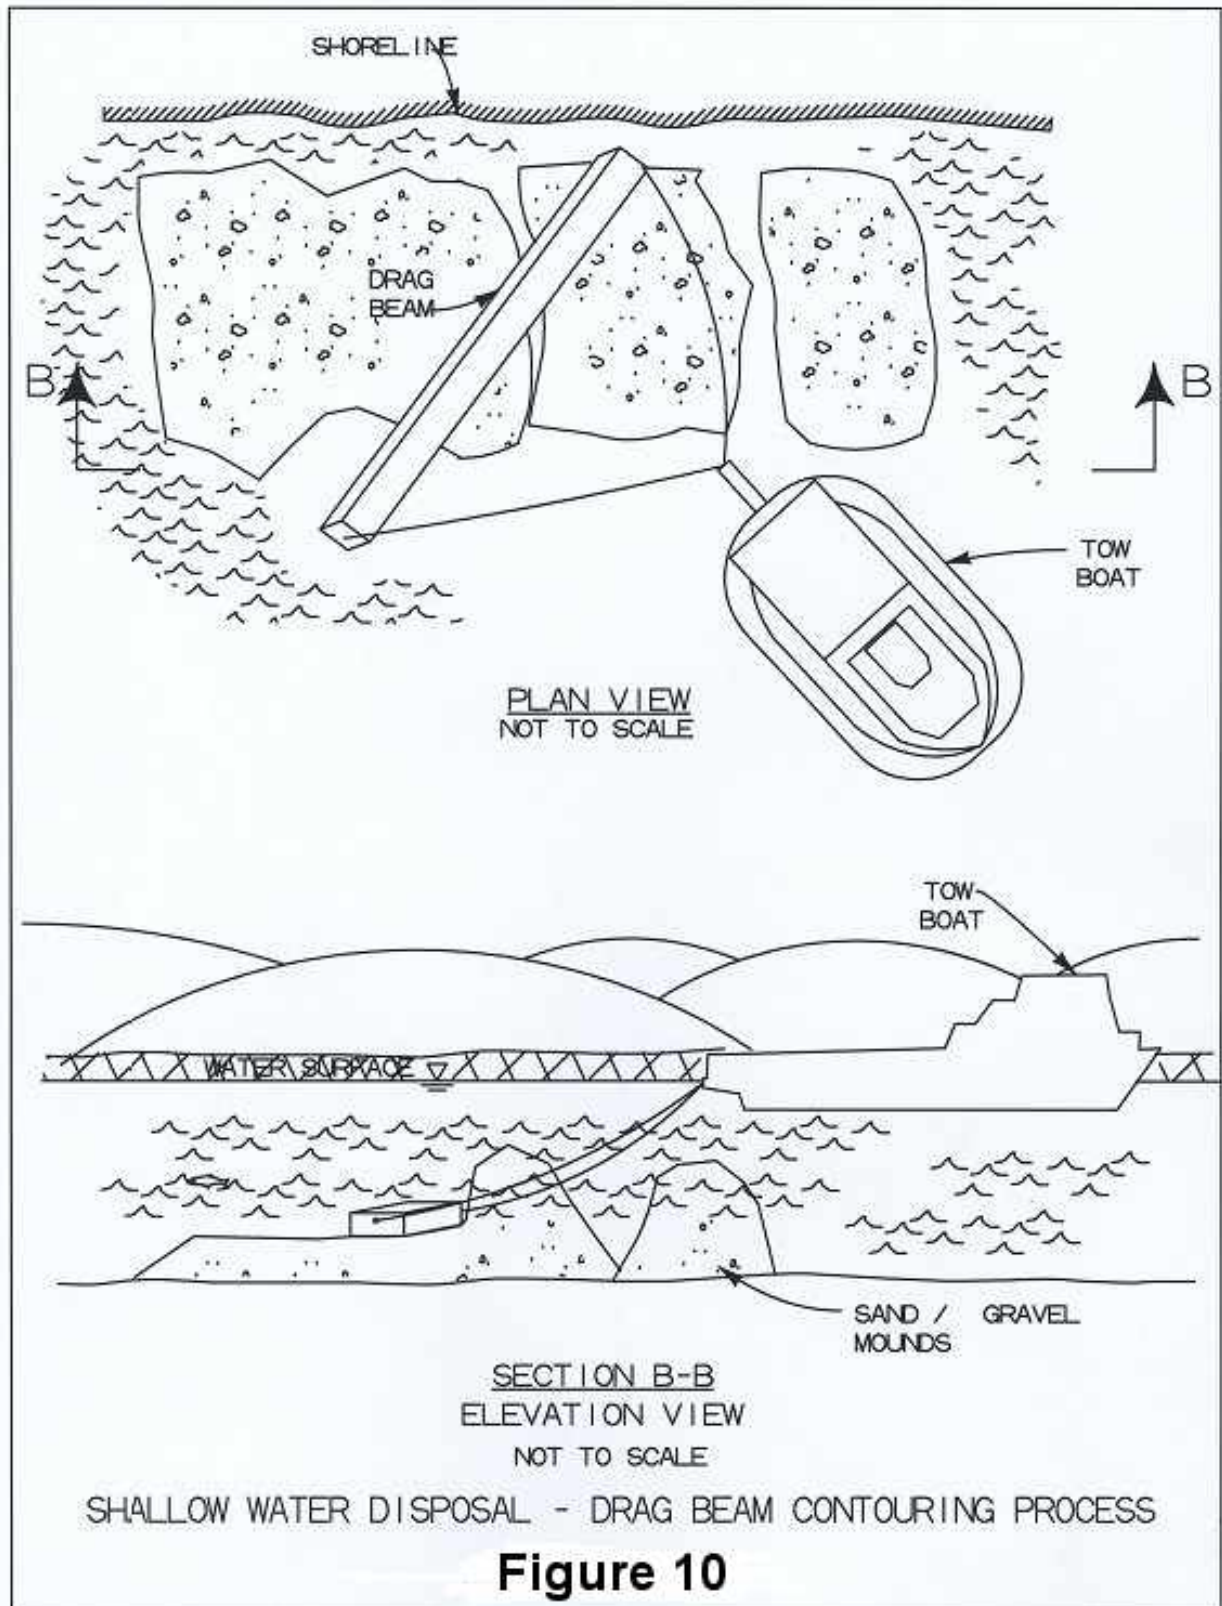 SHORELINE
DRAG
BEAM
B
B
TOW
BOAT
PLAN VIEW
NOT TO SCALE
TOW
BOAT
WATER SURFACE
SAND / GRAVEL
MOUNDS
SECTION B-B
ELEVATION VIEW
NOT TO SCALE
SHALLOW WATER DISPOSAL - DRAG BEAM CONTOURING PROCESS
Figure 10